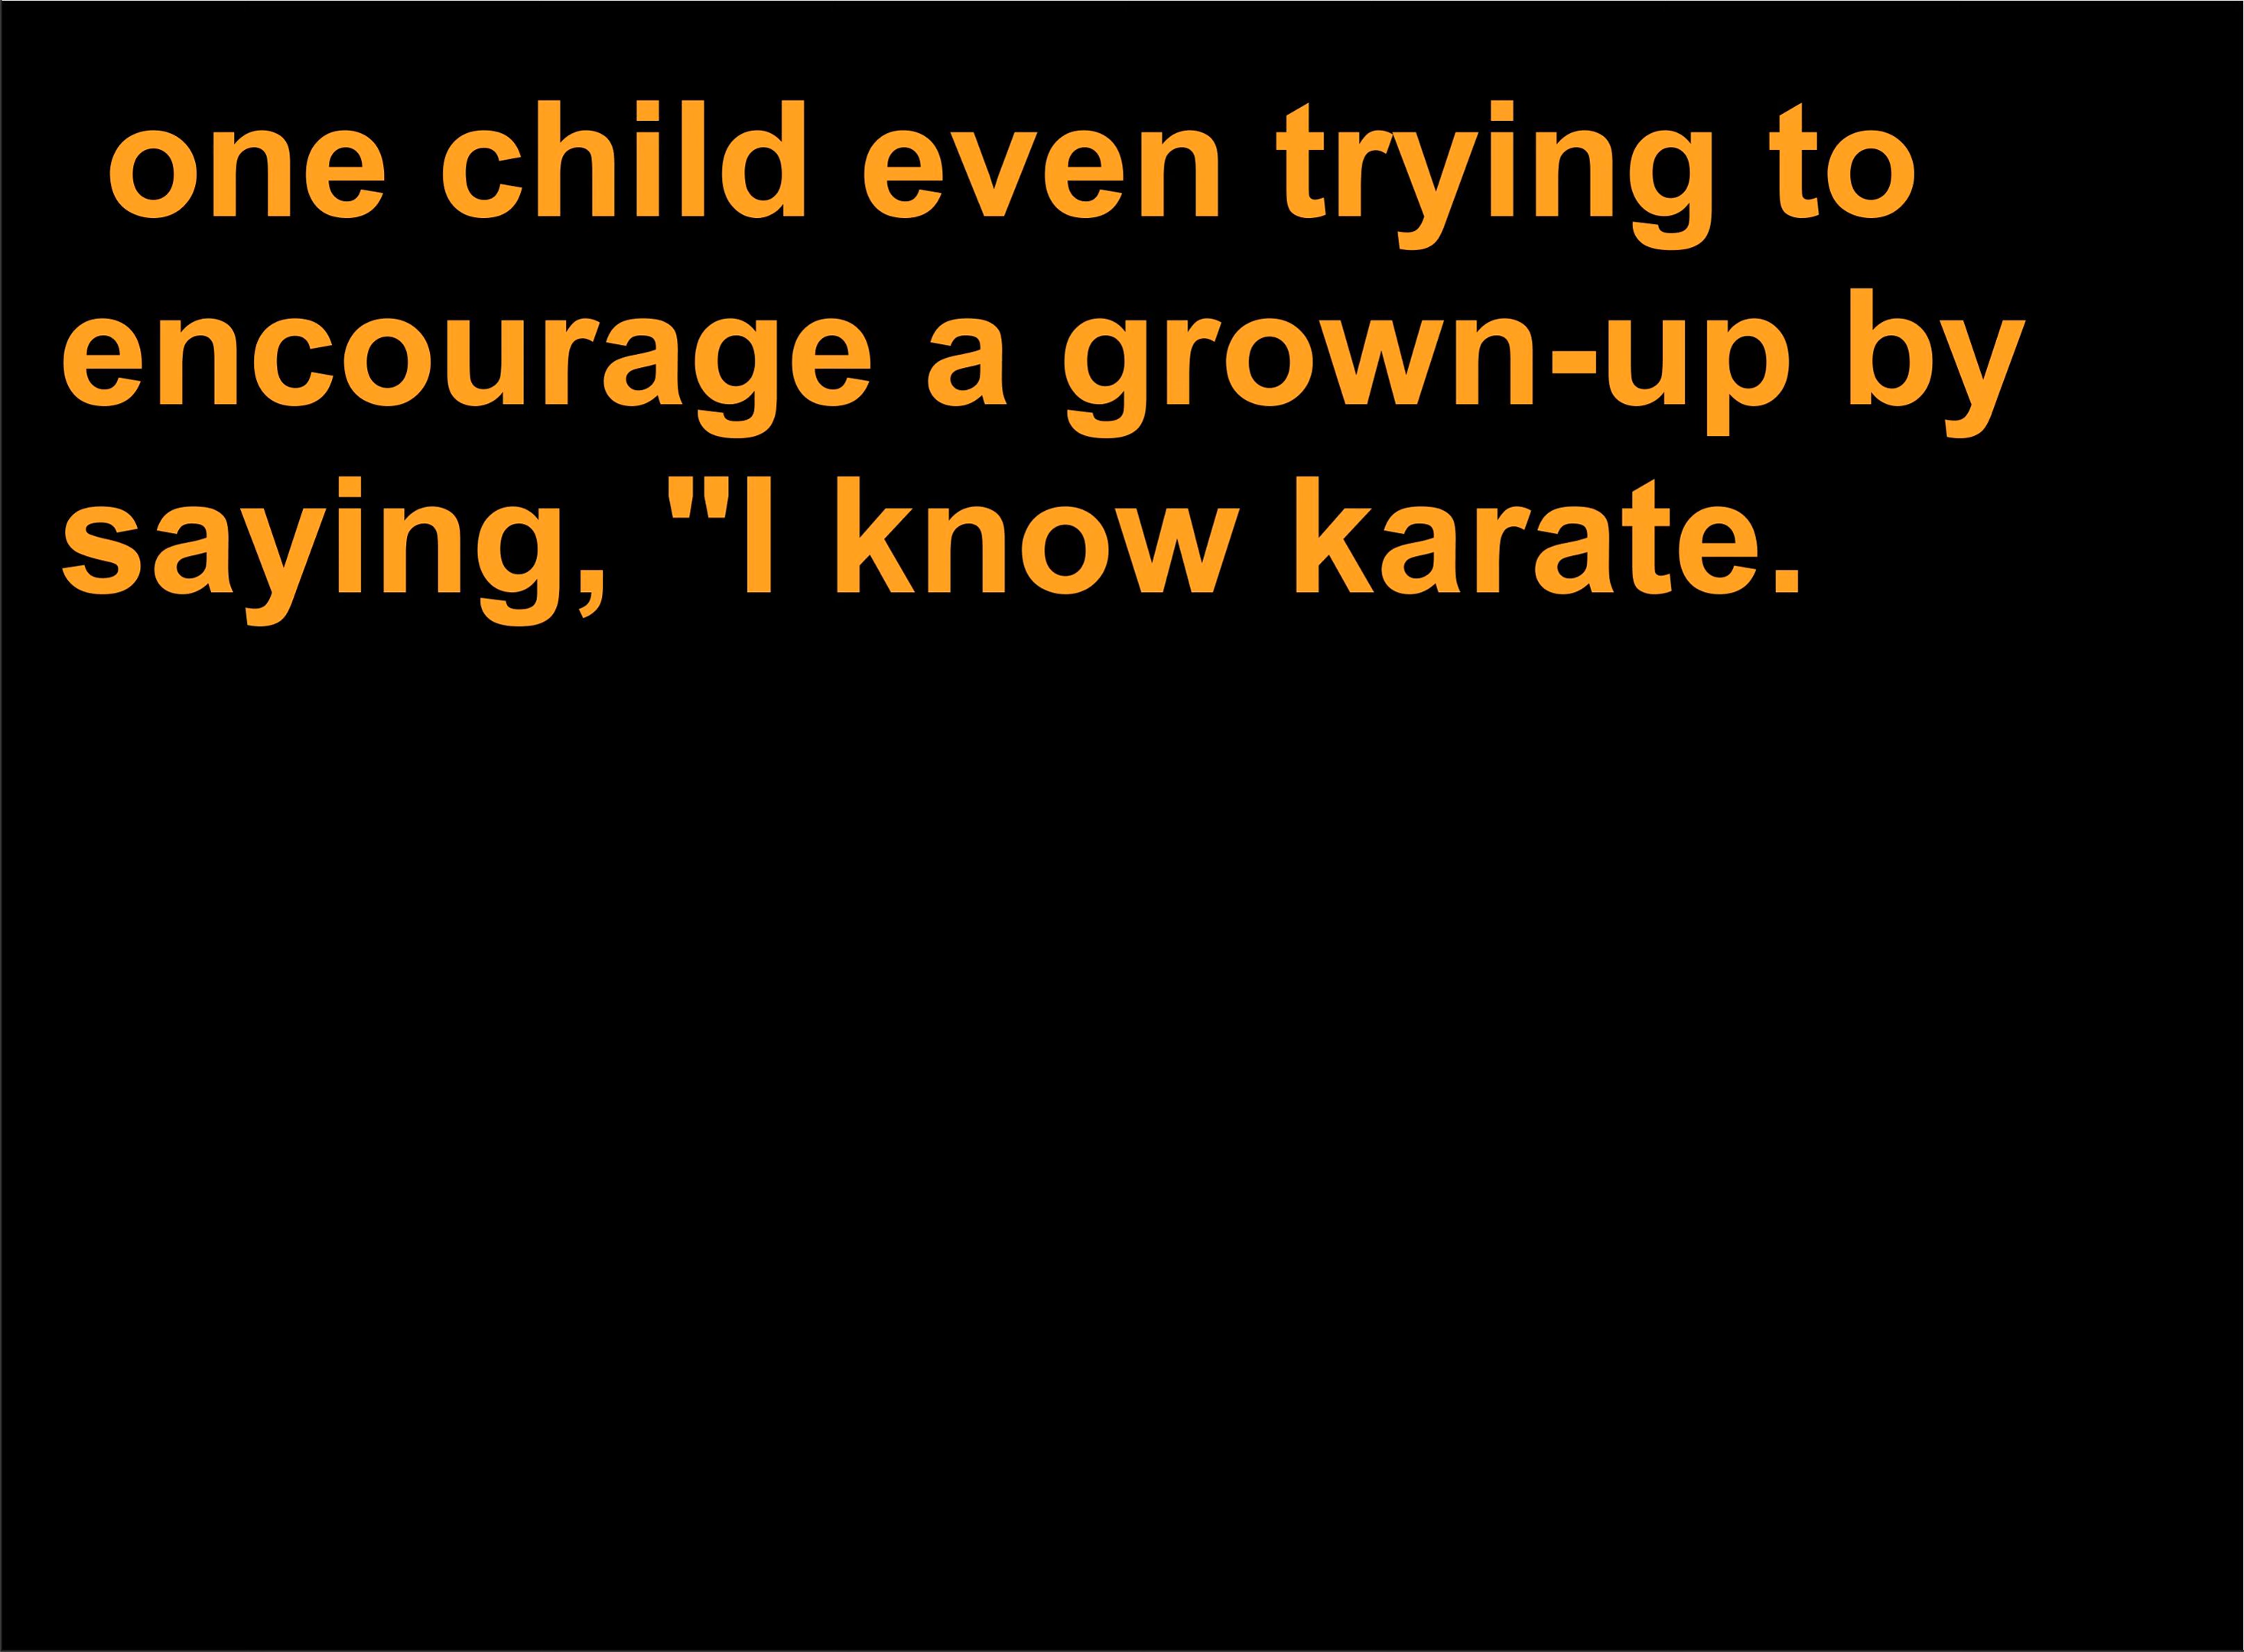 one child even trying to
encourage a grown-up by
saying, "I know karate.